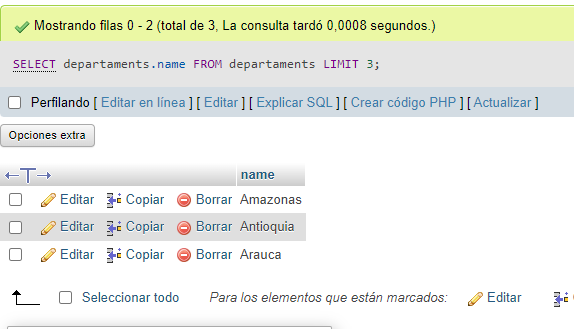 Mostrando filas 0 - 2 (total de 3, La consulta tardó 0,0008 segundos.)
SELECT departaments.name FROM departaments LIMIT 3;
Perfilando [ Editar en línea ] [ Editar ] [ Explicar SQL ] [ Crear código PHP ] [ Actualizar ]
Opciones extra
name
Editar Copiar Borrar Amazonas
Editar Copiar Borrar Antioquia
Editar Copiar Borrar Arauca
Seleccionar todo Para los elementos que están marcados: Editar